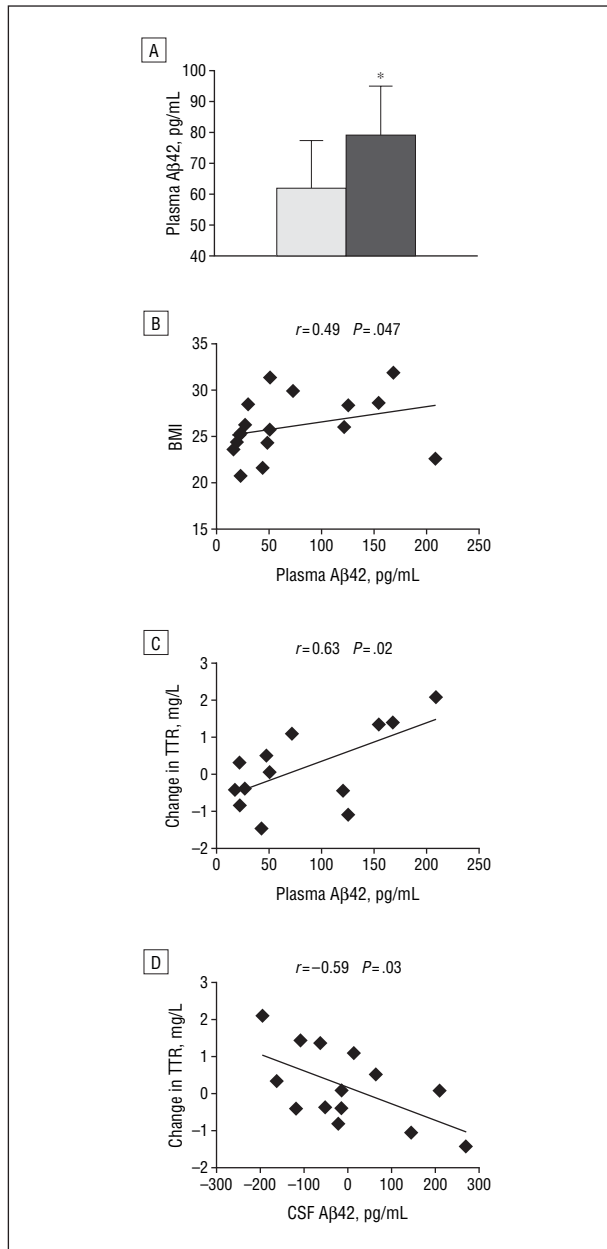 A
100
90
80
70
60
50
40
Plasma Aβ42, pg/mL
*
B
r=0.49 P=.047
35
30
25
20
15
BMI
0 50 100 150 200 250
Plasma Aβ42, pg/mL
C
r=0.63 P=.02
3
2
1
0
−1
−2
Change in TTR, mg/L
0 50 100 150 200 250
Plasma Aβ42, pg/mL
D
r=−0.59 P=.03
3
2
1
0
−1
−2
Change in TTR, mg/L
−300 −200 −100 0 100 200 300
CSF Aβ42, pg/mL